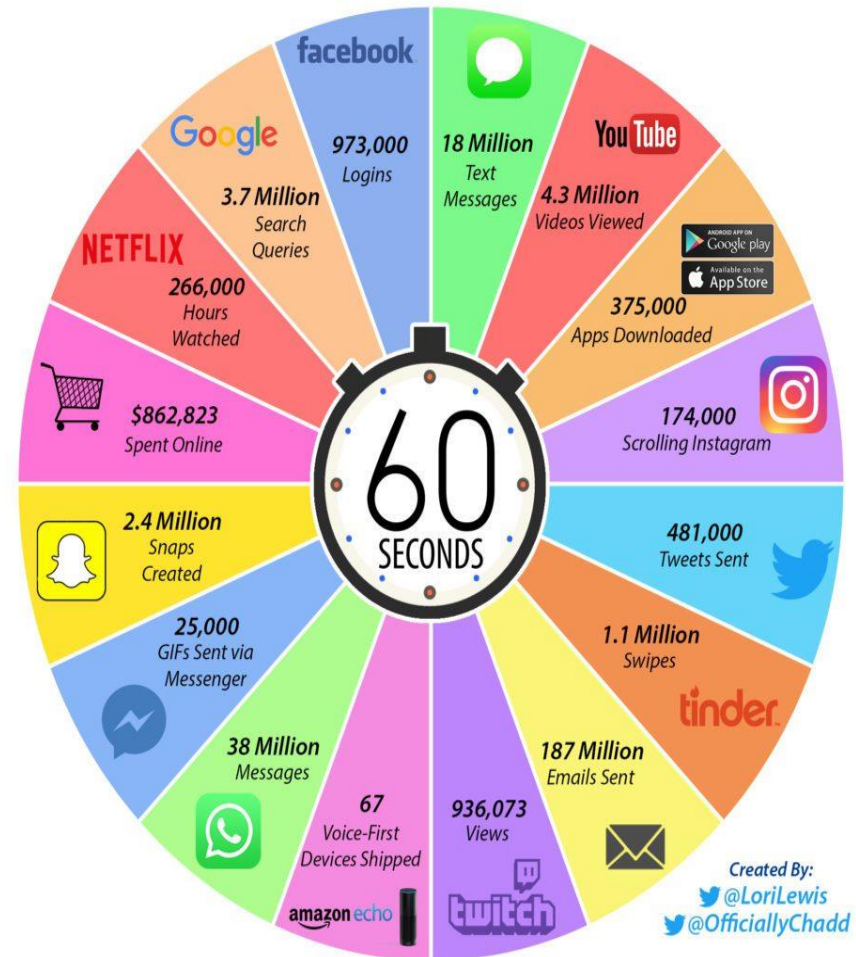 facebook
973,000
Logins
18 Million
Text
Messages
You Tube
4.3 Million
Videos Viewed
ANDROID APP ON
Google play
Available on the
App Store
375,000
Apps Downloaded
174,000
Scrolling Instagram
481,000
Tweets Sent
1.1 Million
Swipes
tinder
187 Million
Emails Sent
936,073
Views
twitch
67
Voice-First
Devices Shipped
amazon echo
38 Million
Messages
25,000
GIFs Sent via
Messenger
2.4 Million
Snaps
Created
$862,823
Spent Online
NETFLIX
266,000
Hours
Watched
Google
3.7 Million
Search
Queries
60
SECONDS
Created By:
@LoriLewis
@OfficiallyChadd